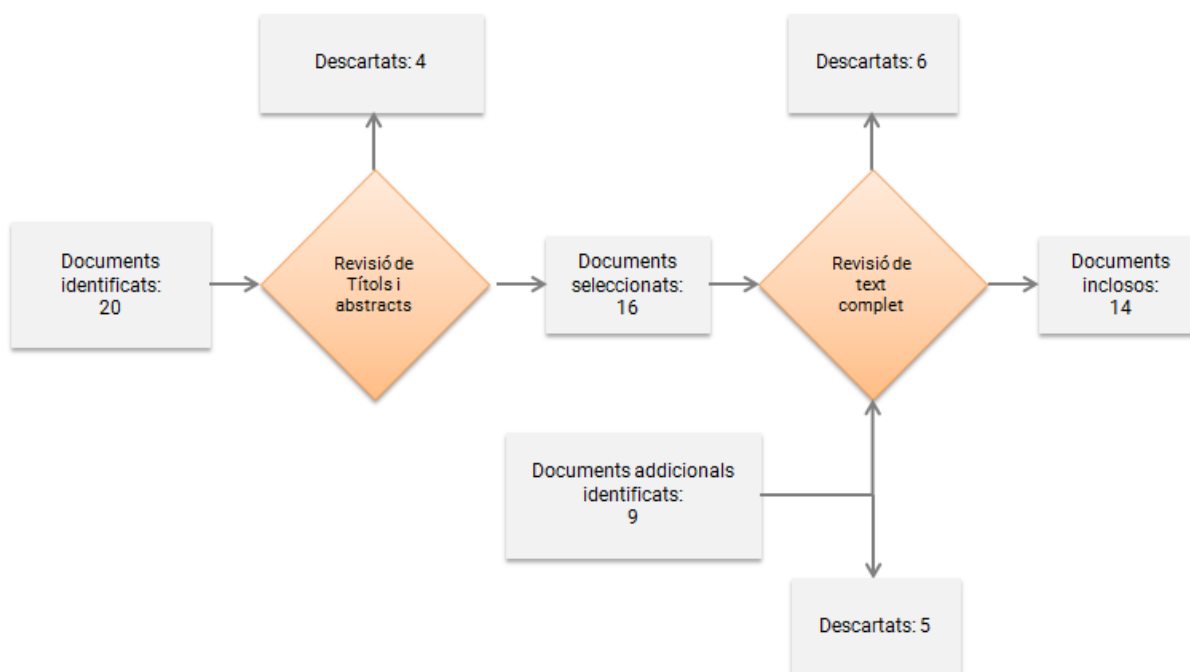 Descartats: 4
Descartats: 6
Documents
identificats:
20
Revisió de
Títols i
abstracts
Documents
seleccionats:
16
Revisió de
text
complet
Documents
inclosos:
14
Documents addicionals
identificats:
9
Descartats: 5